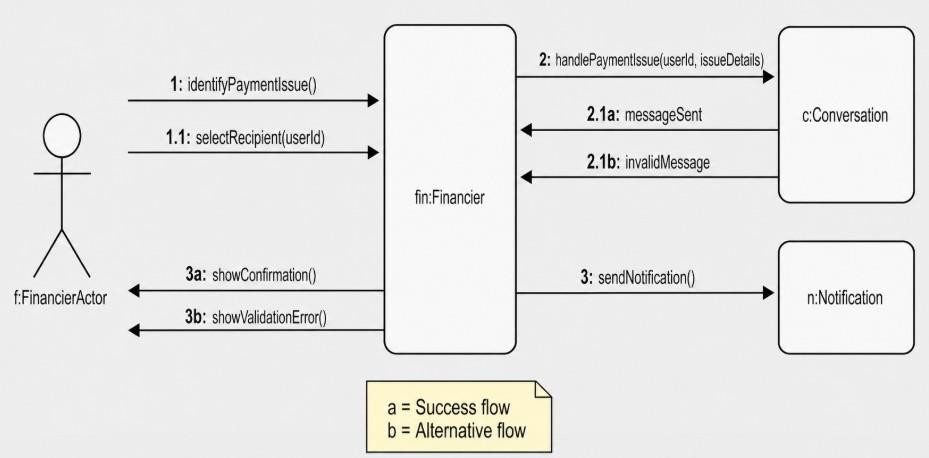 1: identifyPaymentIssue()
1.1: selectRecipient(userId)
f:FinancierActor
3a: showConfirmation()
3b: showValidationError()
fin:Financier
2: handlePaymentIssue(userId, issueDetails)
2.1a: messageSent
2.1b: invalidMessage
c:Conversation
3: sendNotification()
n:Notification
a = Success flow
b = Alternative flow